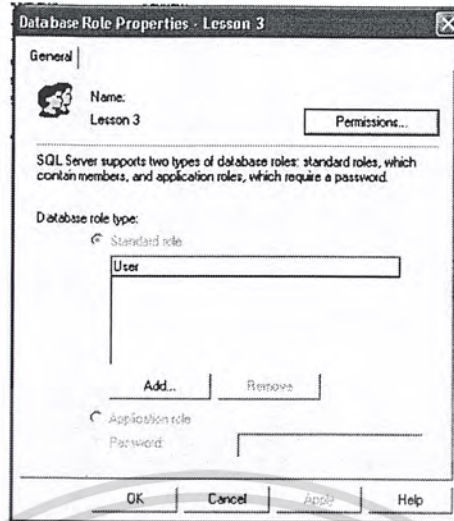 Database Role Properties - Lesson 3
General
Name:
Lesson 3
Permissions...
SQL Server supports two types of database roles: standard roles, which
contain members, and application roles, which require a password.
Database role type:
Standard role
User
Add...
Remove
Application role
Password:
OK
Cancel
Apply
Help